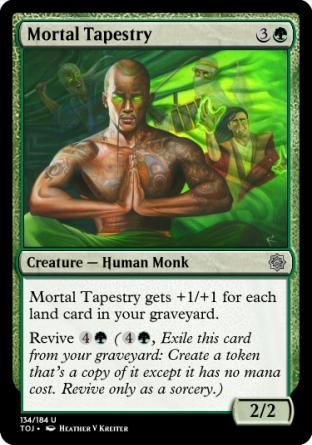 Mortal Tapestry 3
Creature — Human Monk
Mortal Tapestry gets +1/+1 for each
land card in your graveyard.
Revive 4 (4, Exile this card
from your graveyard: Create a token
that's a copy of it except it has no mana
cost. Revive only as a sorcery.)
2/2
134/184 U
TOJ • Heather V Kreiter